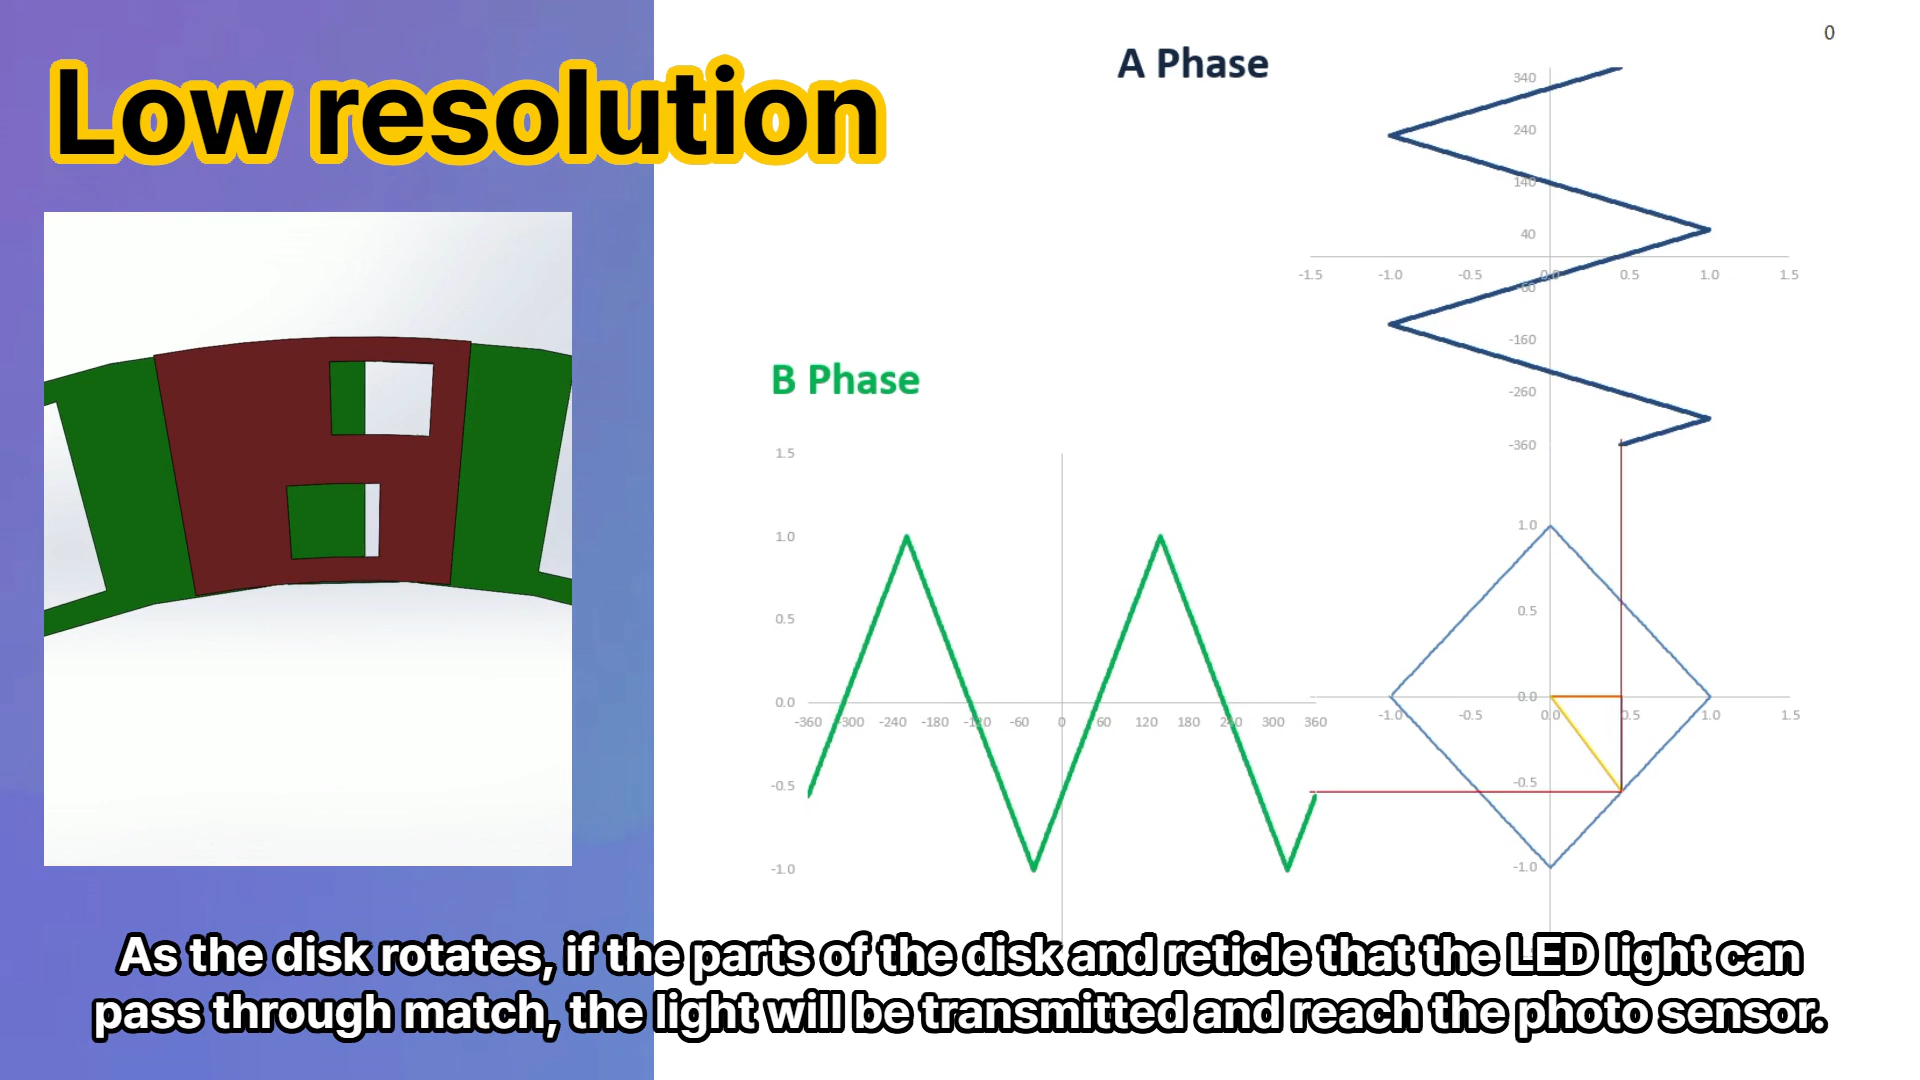 0
Low resolution
A Phase
340
240
140
40
-1.5 -1.0 -0.5 0.0 0.5 1.0 1.5
-60
-160
-260
-360
B Phase
1.5
1.0
0.5
0.0
-360 -300 -240 -180 -120 -60 0 60 120 180 240 300 360
-0.5
-1.0
1.0
0.5
0.0
-1.0 -0.5 0.0 0.5 1.0 1.5
-0.5
-1.0
As the disk rotates, if the parts of the disk and reticle that the LED light can
pass through match, the light will be transmitted and reach the photo sensor.